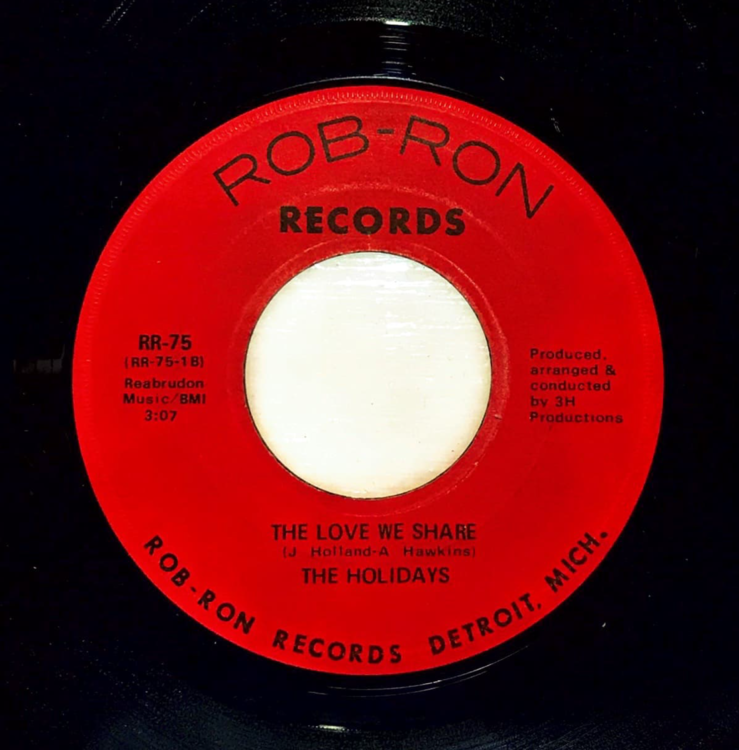 ROB-RON
RECORDS
RR-75
(RR-75-1B)
Reabrudon
Music/BMI
3:07
Produced,
arranged &
conducted
by 3H
Productions
THE LOVE WE SHARE
(J Holland-A Hawkins)
THE HOLIDAYS
ROB-RON RECORDS DETROIT, MICH.